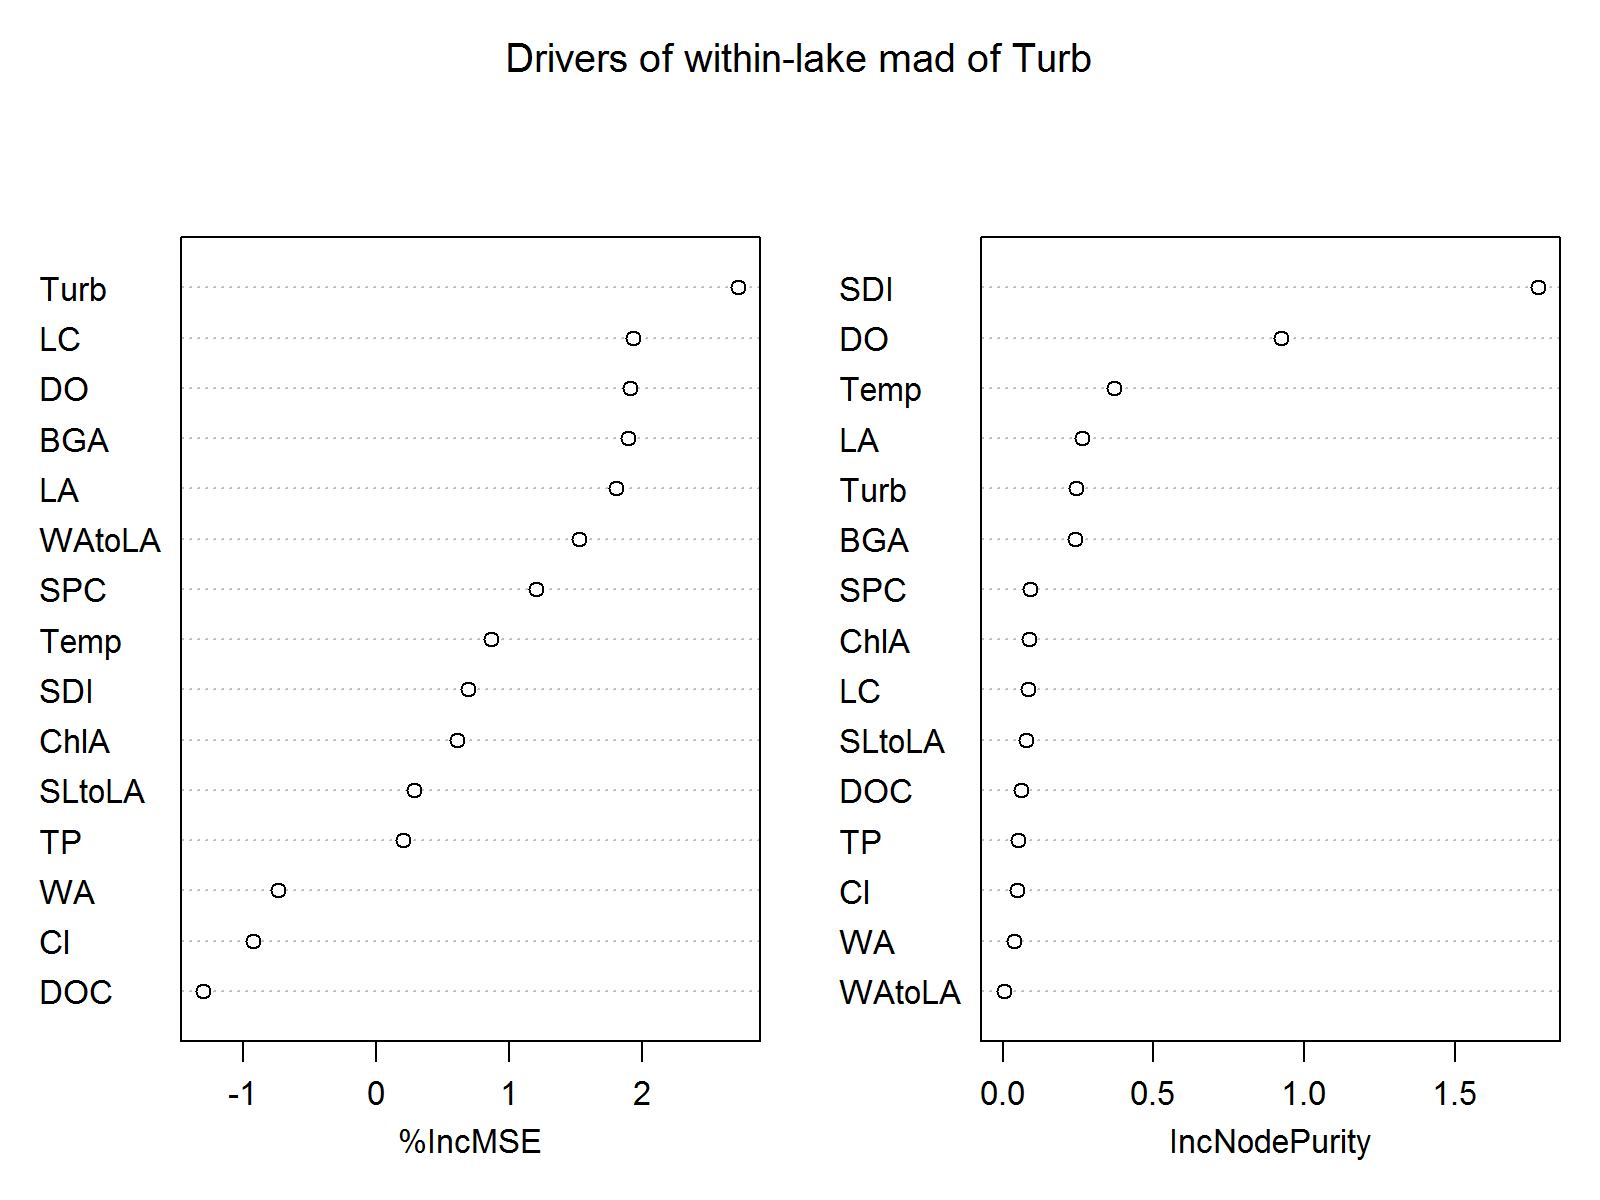 Drivers of within-lake mad of Turb
Turb
LC
DO
BGA
LA
WAtoLA
SPC
Temp
SDI
ChlA
SLtoLA
TP
WA
CI
DOC
-1 0 1 2
%IncMSE
SDI
DO
Temp
LA
Turb
BGA
SPC
ChlA
LC
SLtoLA
DOC
TP
CI
WA
WAtoLA
0.0 0.5 1.0 1.5
IncNodePurity